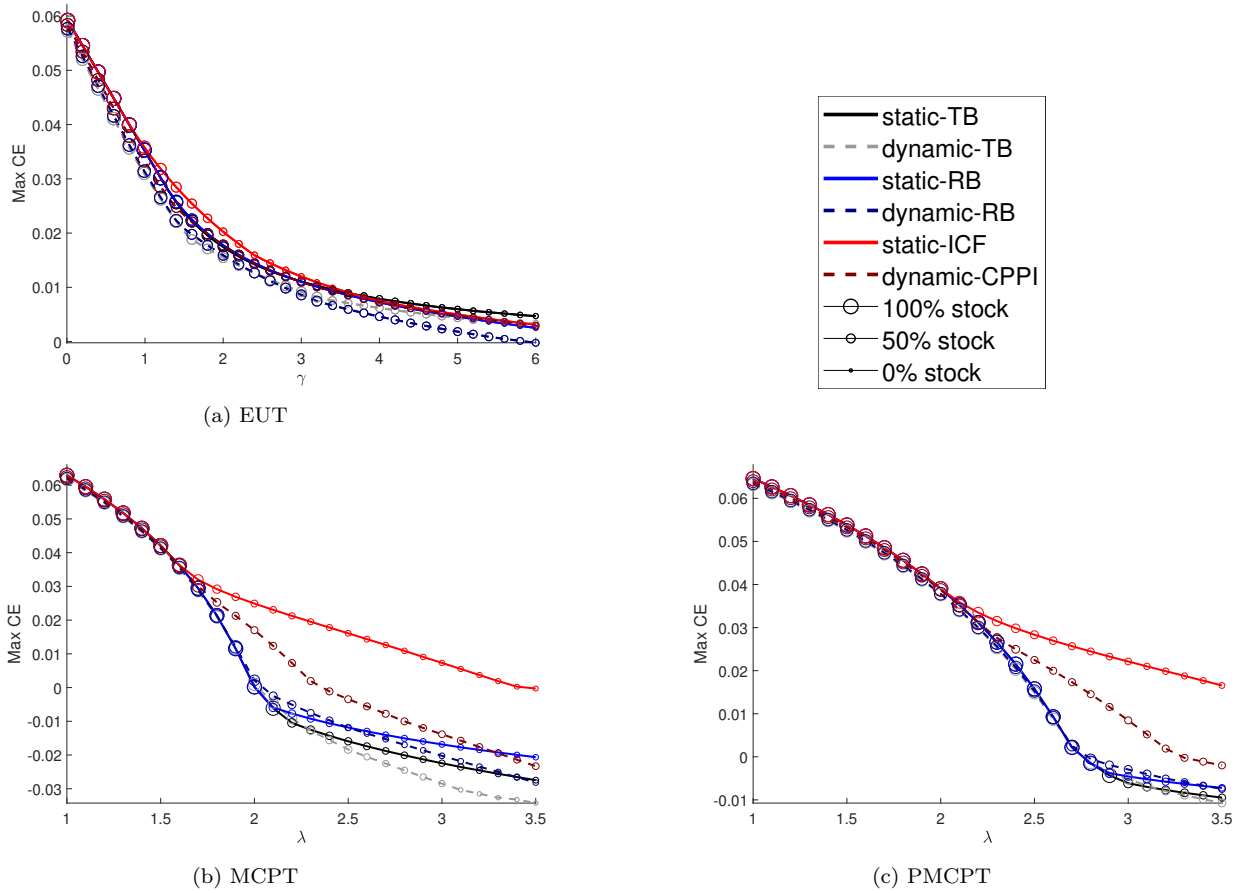 0.06
0.05
0.04
0.03
0.02
0.01
0
Max CE
0 1 2 3 4 5 6
γ
(a) EUT
static-TB
dynamic-TB
static-RB
dynamic-RB
static-ICF
dynamic-CPPI
100% stock
50% stock
0% stock
0.06
0.05
0.04
0.03
0.02
0.01
0
-0.01
-0.02
-0.03
Max CE
1 1.5 2 2.5 3 3.5
λ
(b) MCPT
0.06
0.05
0.04
0.03
0.02
0.01
0
-0.01
Max CE
1 1.5 2 2.5 3 3.5
λ
(c) PMCPT